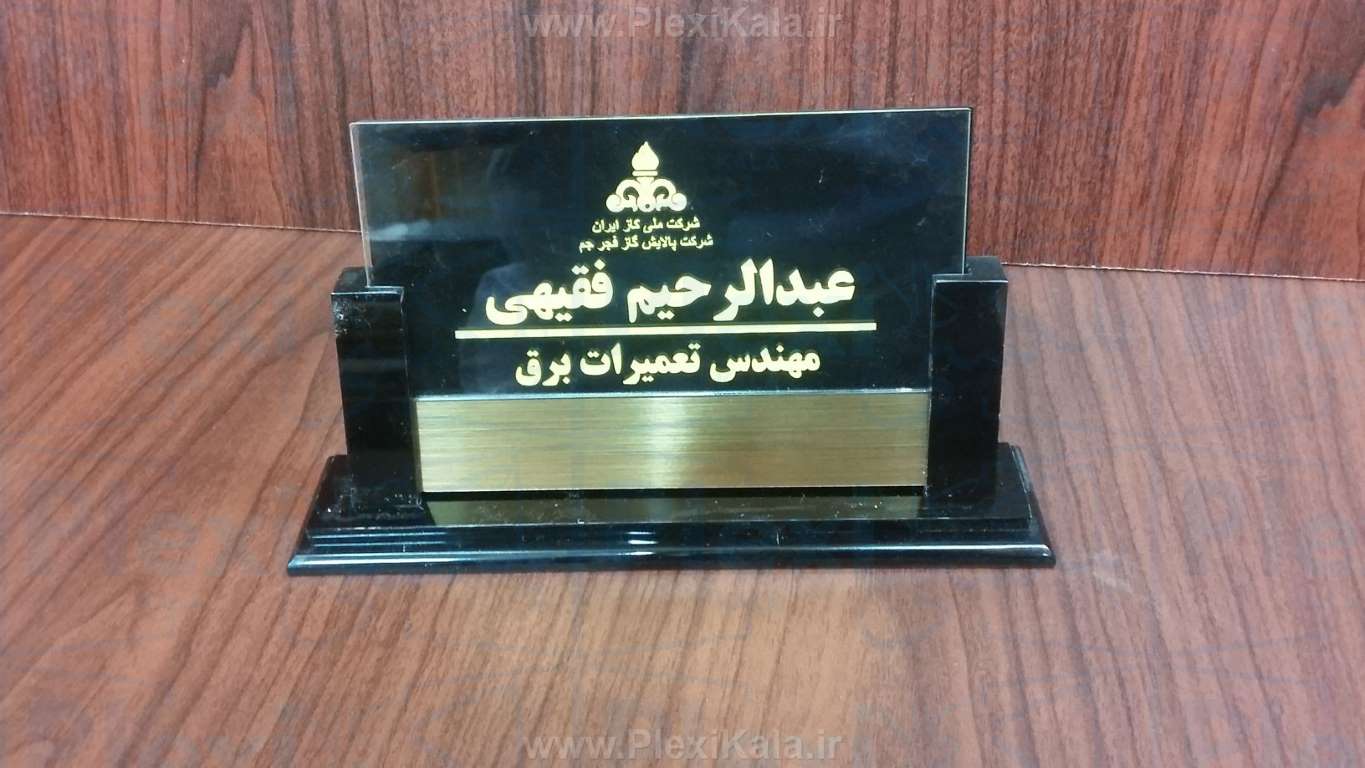 www.PlexiKala.ir
شرکت ملی گاز ایران
شرکت پالایش گاز فجر جم
عبدالرحیم فقیهی
مهندس تعمیرات برق
www.PlexiKala.ir